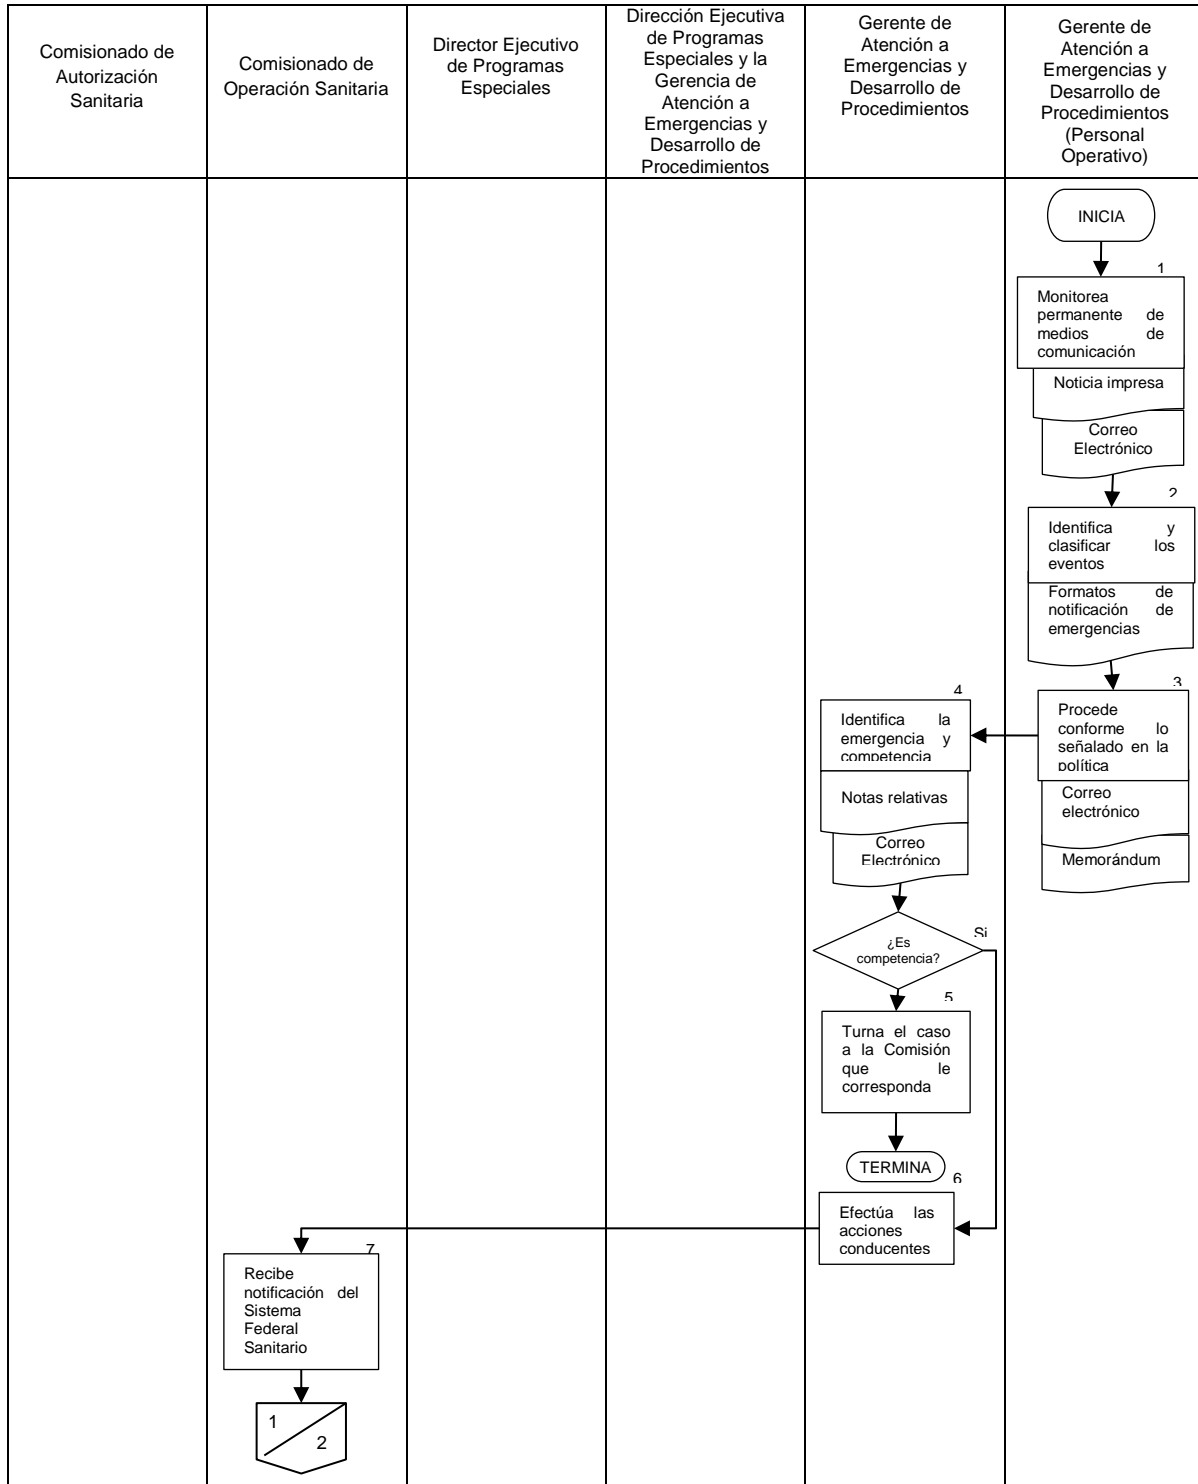 Comisionado de
Autorización
Sanitaria
Comisionado de
Operación Sanitaria
Director Ejecutivo
de Programas
Especiales
Dirección Ejecutiva
de Programas
Especiales y la
Gerencia de
Atención a
Emergencias y
Desarrollo de
Procedimientos
Gerente de
Atención a
Emergencias y
Desarrollo de
Procedimientos
Gerente de
Atención a
Emergencias y
Desarrollo de
Procedimientos
(Personal
Operativo)
INICIA
1
Monitorea
permanente de
medios de
comunicación
Noticia impresa
Correo
Electrónico
2
Identifica y
clasificar los
eventos
Formatos de
notificación de
emergencias
3
Procede
conforme lo
señalado en la
política
Correo
electrónico
Memorándum
4
Identifica la
emergencia y
competencia
Notas relativas
Correo
Electrónico
¿Es
competencia?
Si
5
Turna el caso
a la Comisión
que le
corresponda
TERMINA
6
Efectúa las
acciones
conducentes
7
Recibe
notificación del
Sistema
Federal
Sanitario
1
2